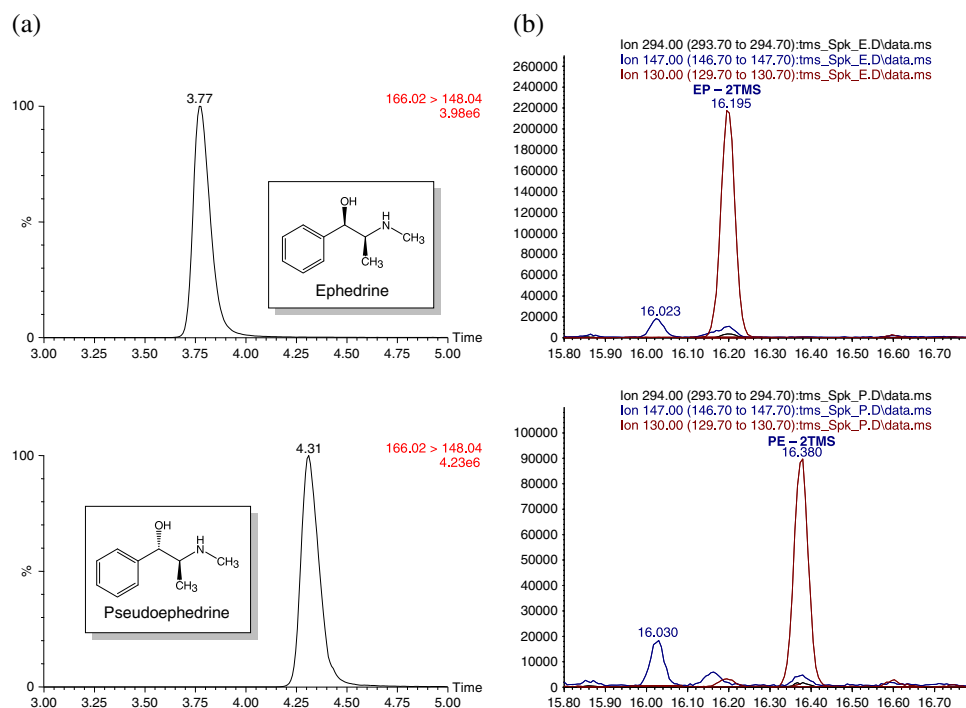 (a)
3.77
166.02 > 148.04
3.98e6
100
%
0
3.00 3.25 3.50 3.75 4.00 4.25 4.50 4.75 5.00
Time
OH
H
N
CH3
CH3
Ephedrine
4.31
166.02 > 148.04
4.23e6
100
%
0
3.00 3.25 3.50 3.75 4.00 4.25 4.50 4.75 5.00
Time
OH
H
N
CH3
CH3
Pseudoephedrine
(b)
Ion 294.00 (293.70 to 294.70):tms_Spk_E.D\data.ms
Ion 147.00 (146.70 to 147.70):tms_Spk_E.D\data.ms
Ion 130.00 (129.70 to 130.70):tms_Spk_E.D\data.ms
EP – 2TMS
16.195
16.023
260000
240000
220000
200000
180000
160000
140000
120000
100000
80000
60000
40000
20000
0
15.80 15.90 16.00 16.10 16.20 16.30 16.40 16.50 16.60 16.70
Ion 294.00 (293.70 to 294.70):tms_Spk_P.D\data.ms
Ion 147.00 (146.70 to 147.70):tms_Spk_P.D\data.ms
Ion 130.00 (129.70 to 130.70):tms_Spk_P.D\data.ms
PE – 2TMS
16.380
16.030
100000
90000
80000
70000
60000
50000
40000
30000
20000
10000
0
15.80 15.90 16.00 16.10 16.20 16.30 16.40 16.50 16.60 16.70